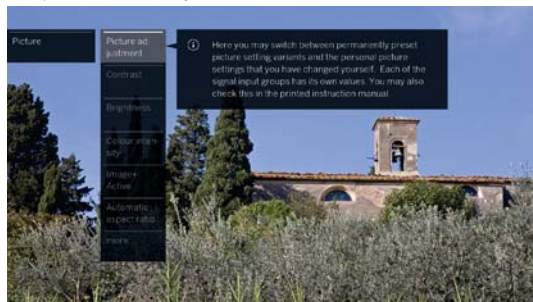 Picture
Picture ad
justment
Here you may switch between permanently preset
picture setting variants and the personal picture
settings that you have changed yourself. Each of the
signal input groups has its own values. You may also
check this in the printed instruction manual
Contrast
Brightness
Colour inten-
sity
Image+
Active
Automatic
aspect ratio
more